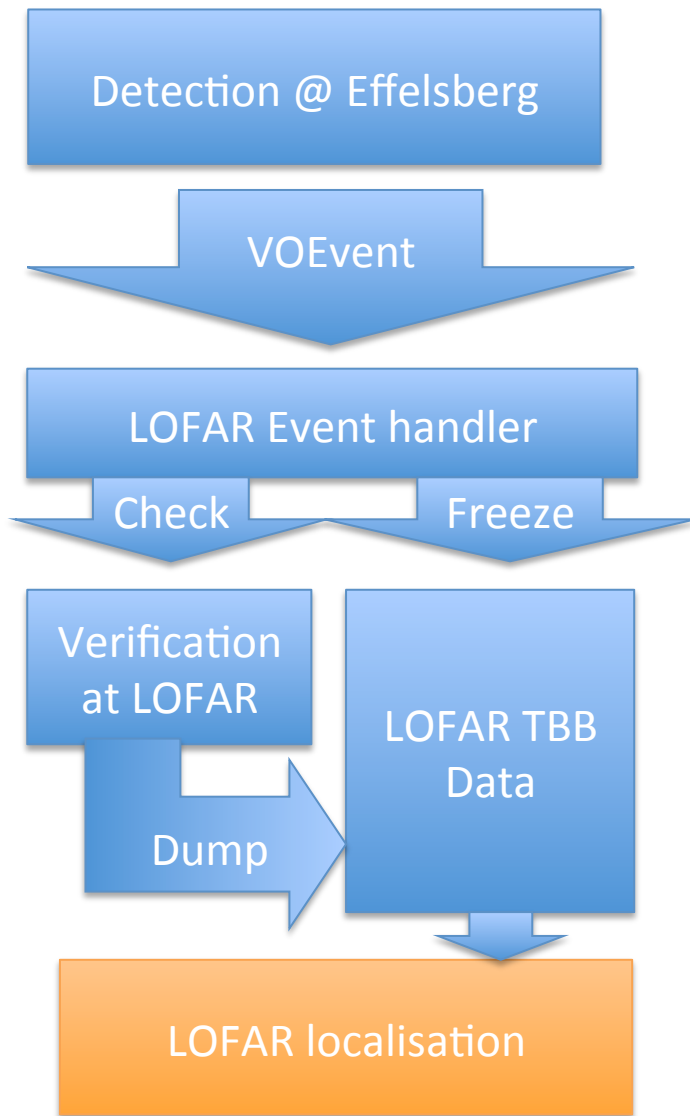 Detection @ Effelsberg
VOEvent
LOFAR Event handler
Check
Freeze
Verification
at LOFAR
LOFAR TBB
Data
Dump
LOFAR localisation